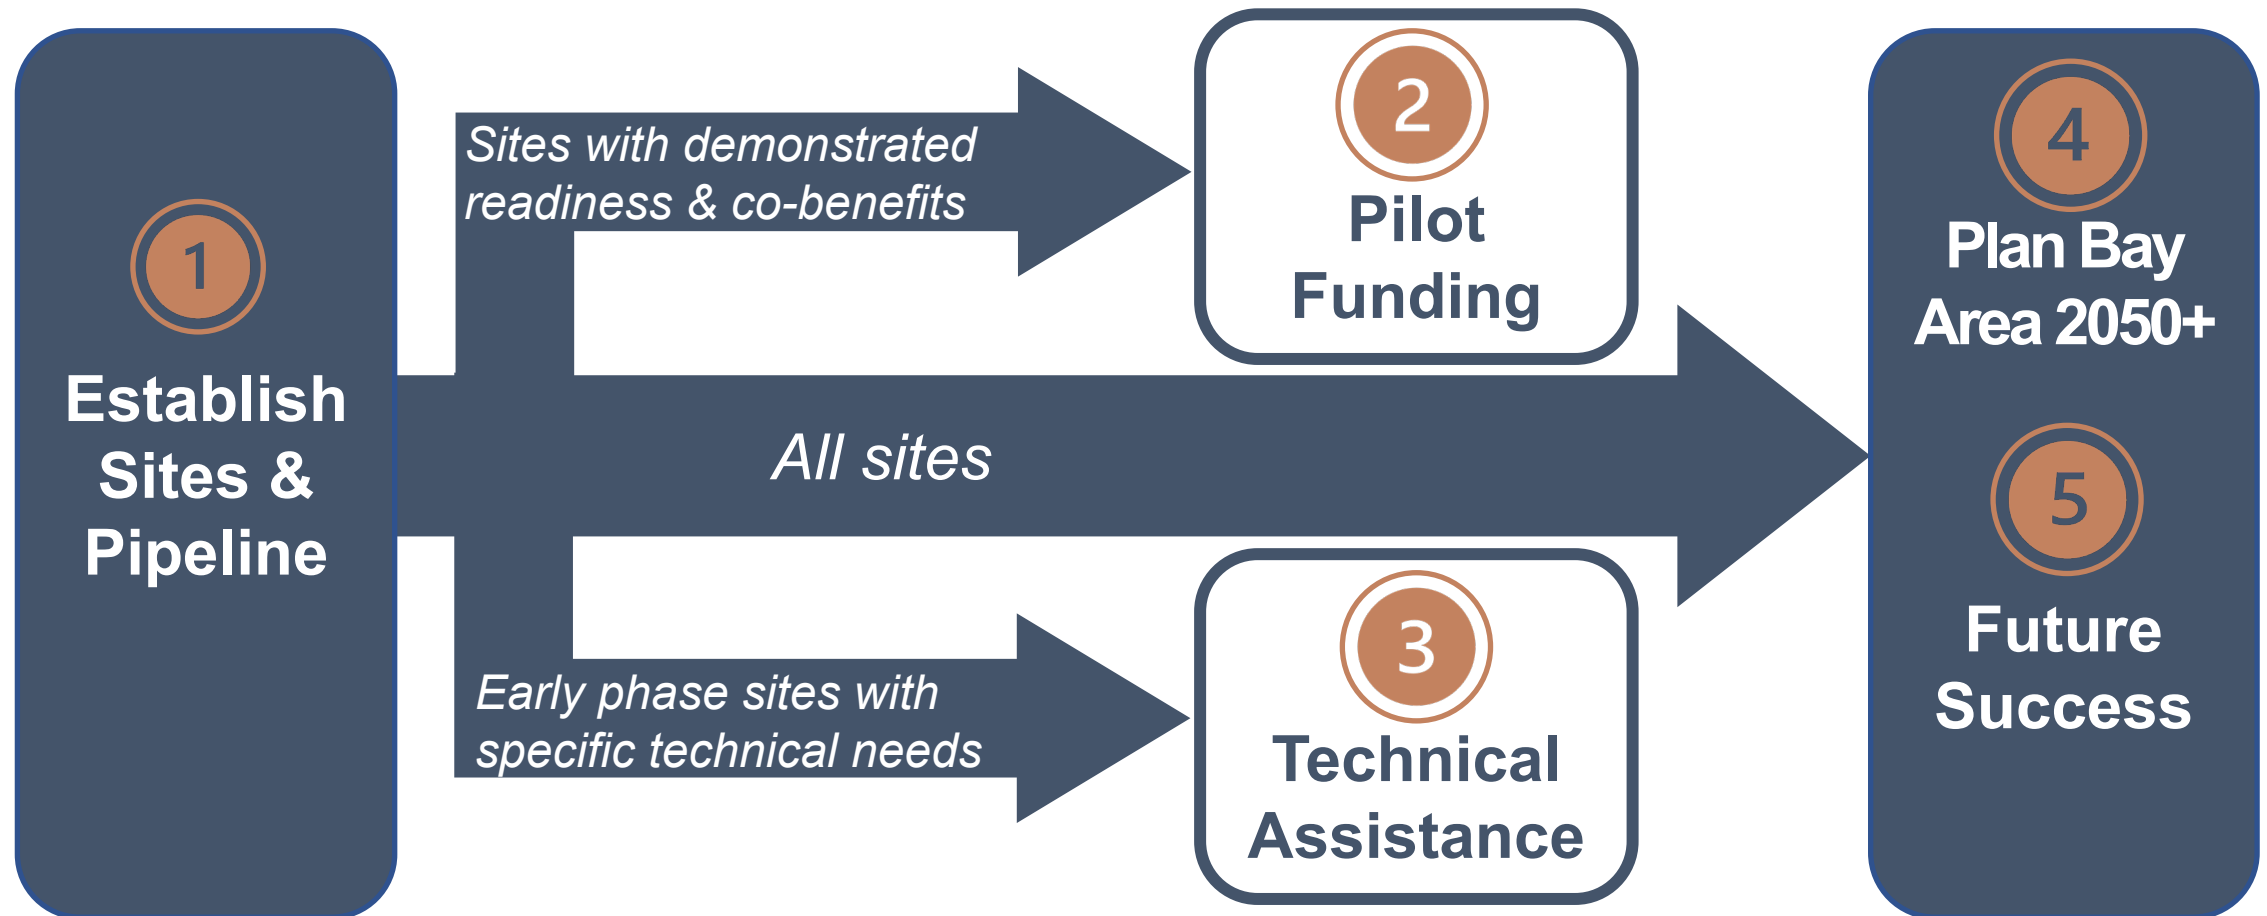 1
Establish
Sites &
Pipeline
Sites with demonstrated
readiness & co-benefits
2
Pilot
Funding
All sites
Early phase sites with
specific technical needs
3
Technical
Assistance
4
Plan Bay
Area 2050+
5
Future
Success